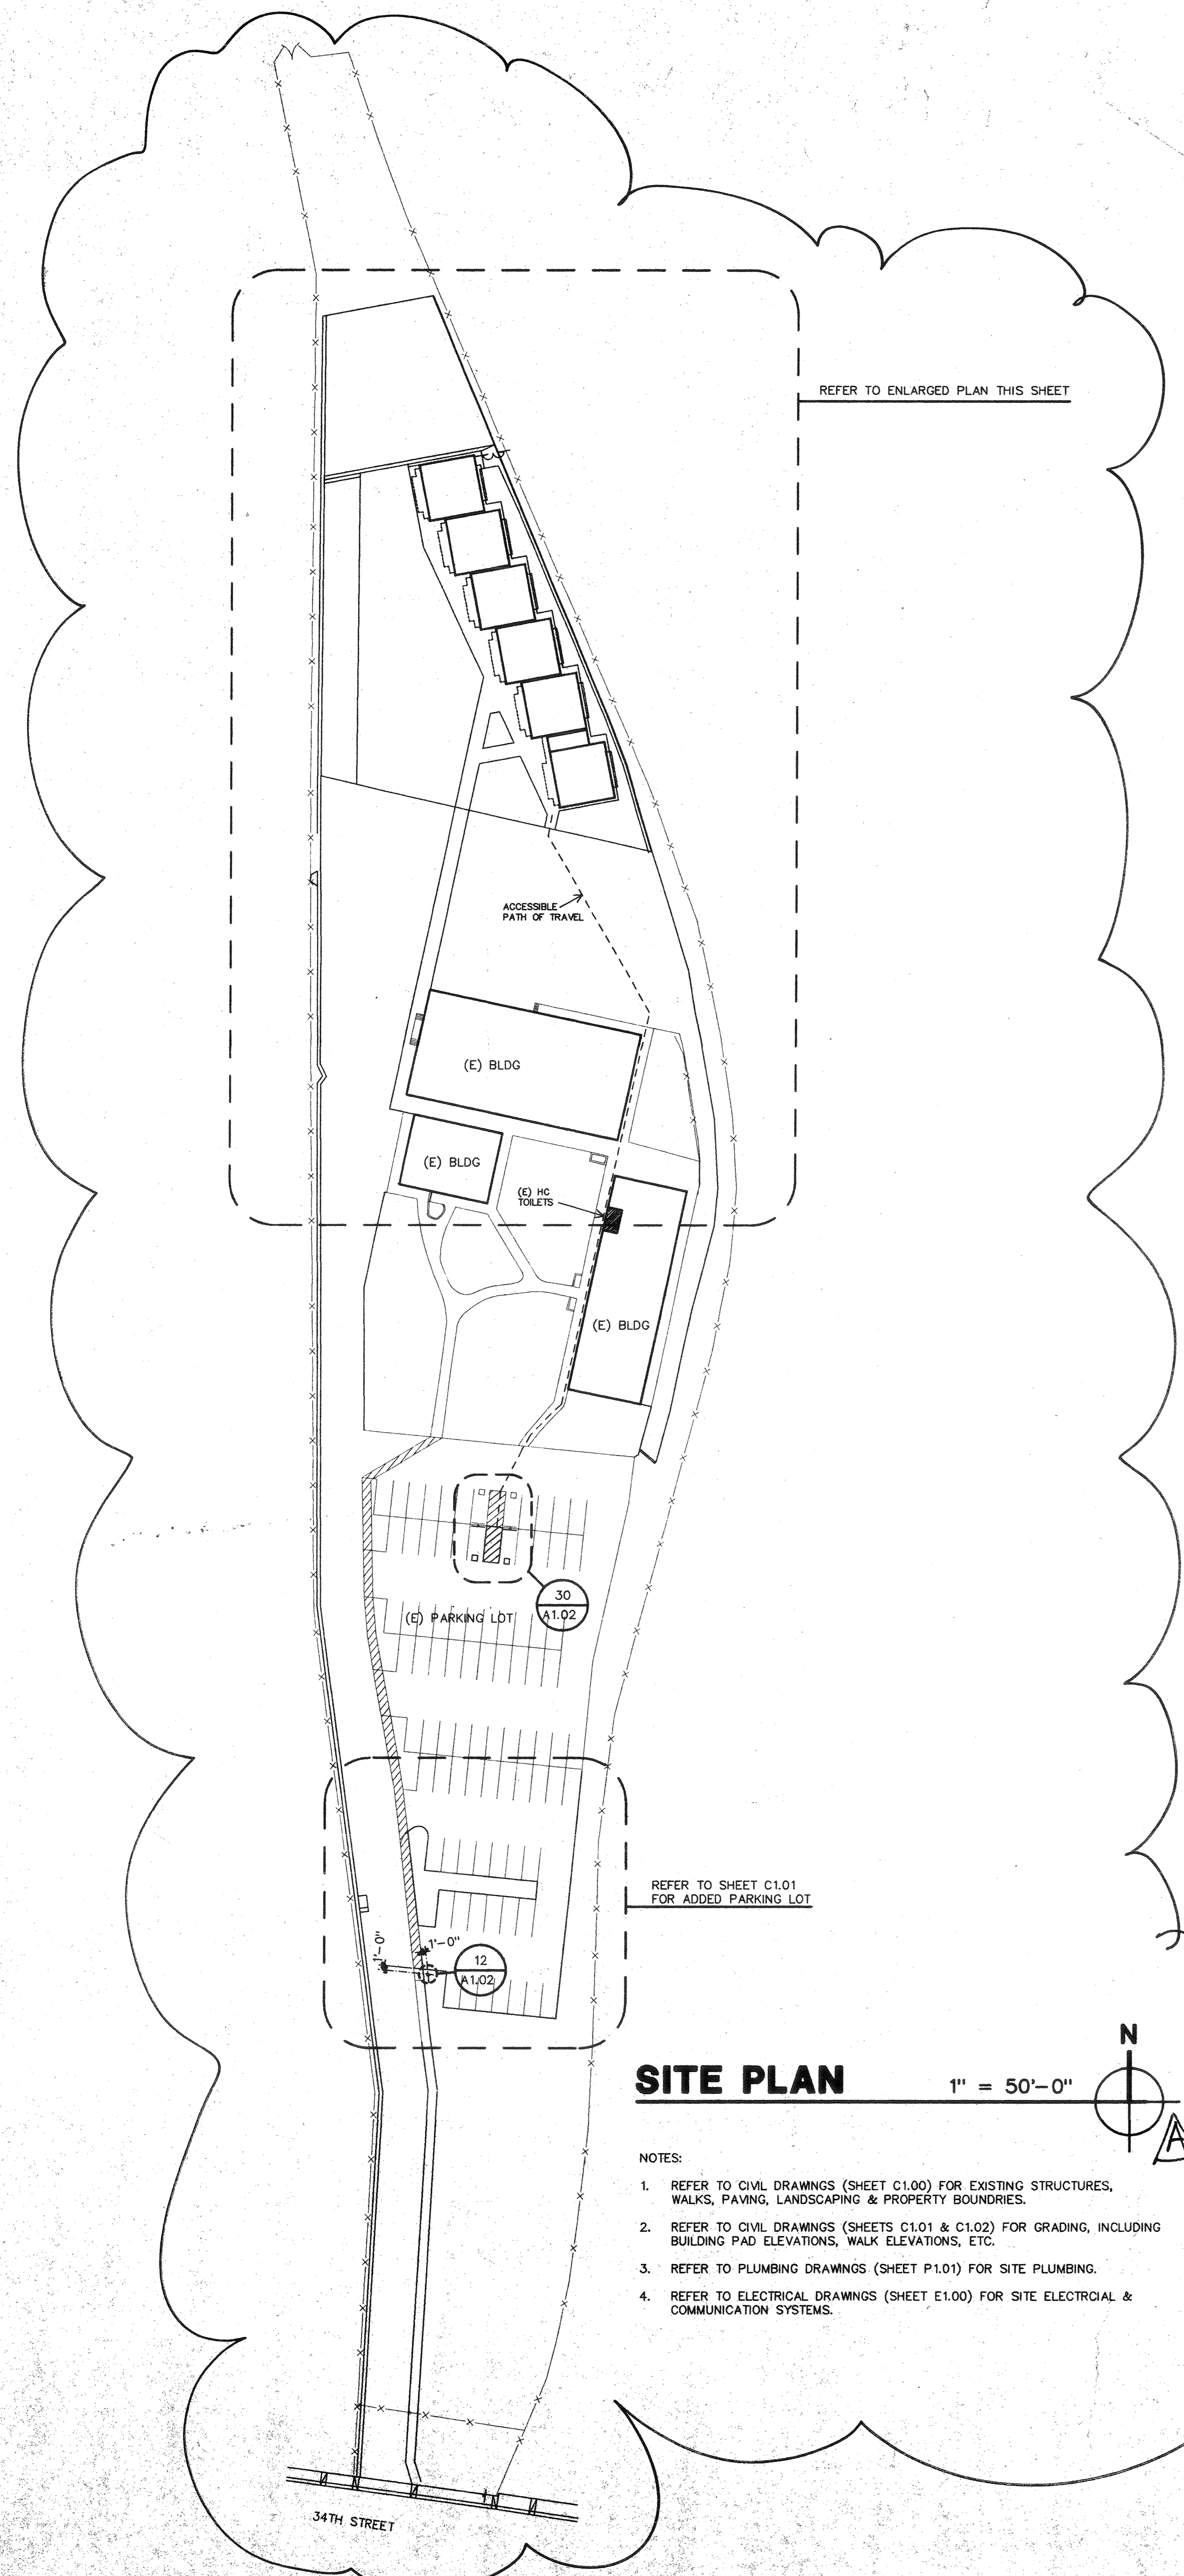 REFER TO ENLARGED PLAN THIS SHEET
ACCESSIBLE
PATH OF TRAVEL
(E) BLDG
(E) BLDG
(E) HC
TOILETS
(E) BLDG
30
A1.02
(E) PARKING LOT
REFER TO SHEET C1.01
FOR ADDED PARKING LOT
1'-0"
1'-0"
12
A1.02
N
SITE PLAN 1" = 50'-0"
A
NOTES:
1. REFER TO CIVIL DRAWINGS (SHEET C1.00) FOR EXISTING STRUCTURES,
WALKS, PAVING, LANDSCAPING & PROPERTY BOUNDRIES.
2. REFER TO CIVIL DRAWINGS (SHEETS C1.01 & C1.02) FOR GRADING, INCLUDING
BUILDING PAD ELEVATIONS, WALK ELEVATIONS, ETC.
3. REFER TO PLUMBING DRAWINGS (SHEET P1.01) FOR SITE PLUMBING.
4. REFER TO ELECTRICAL DRAWINGS (SHEET E1.00) FOR SITE ELECTRCIAL &
COMMUNICATION SYSTEMS.
34TH STREET